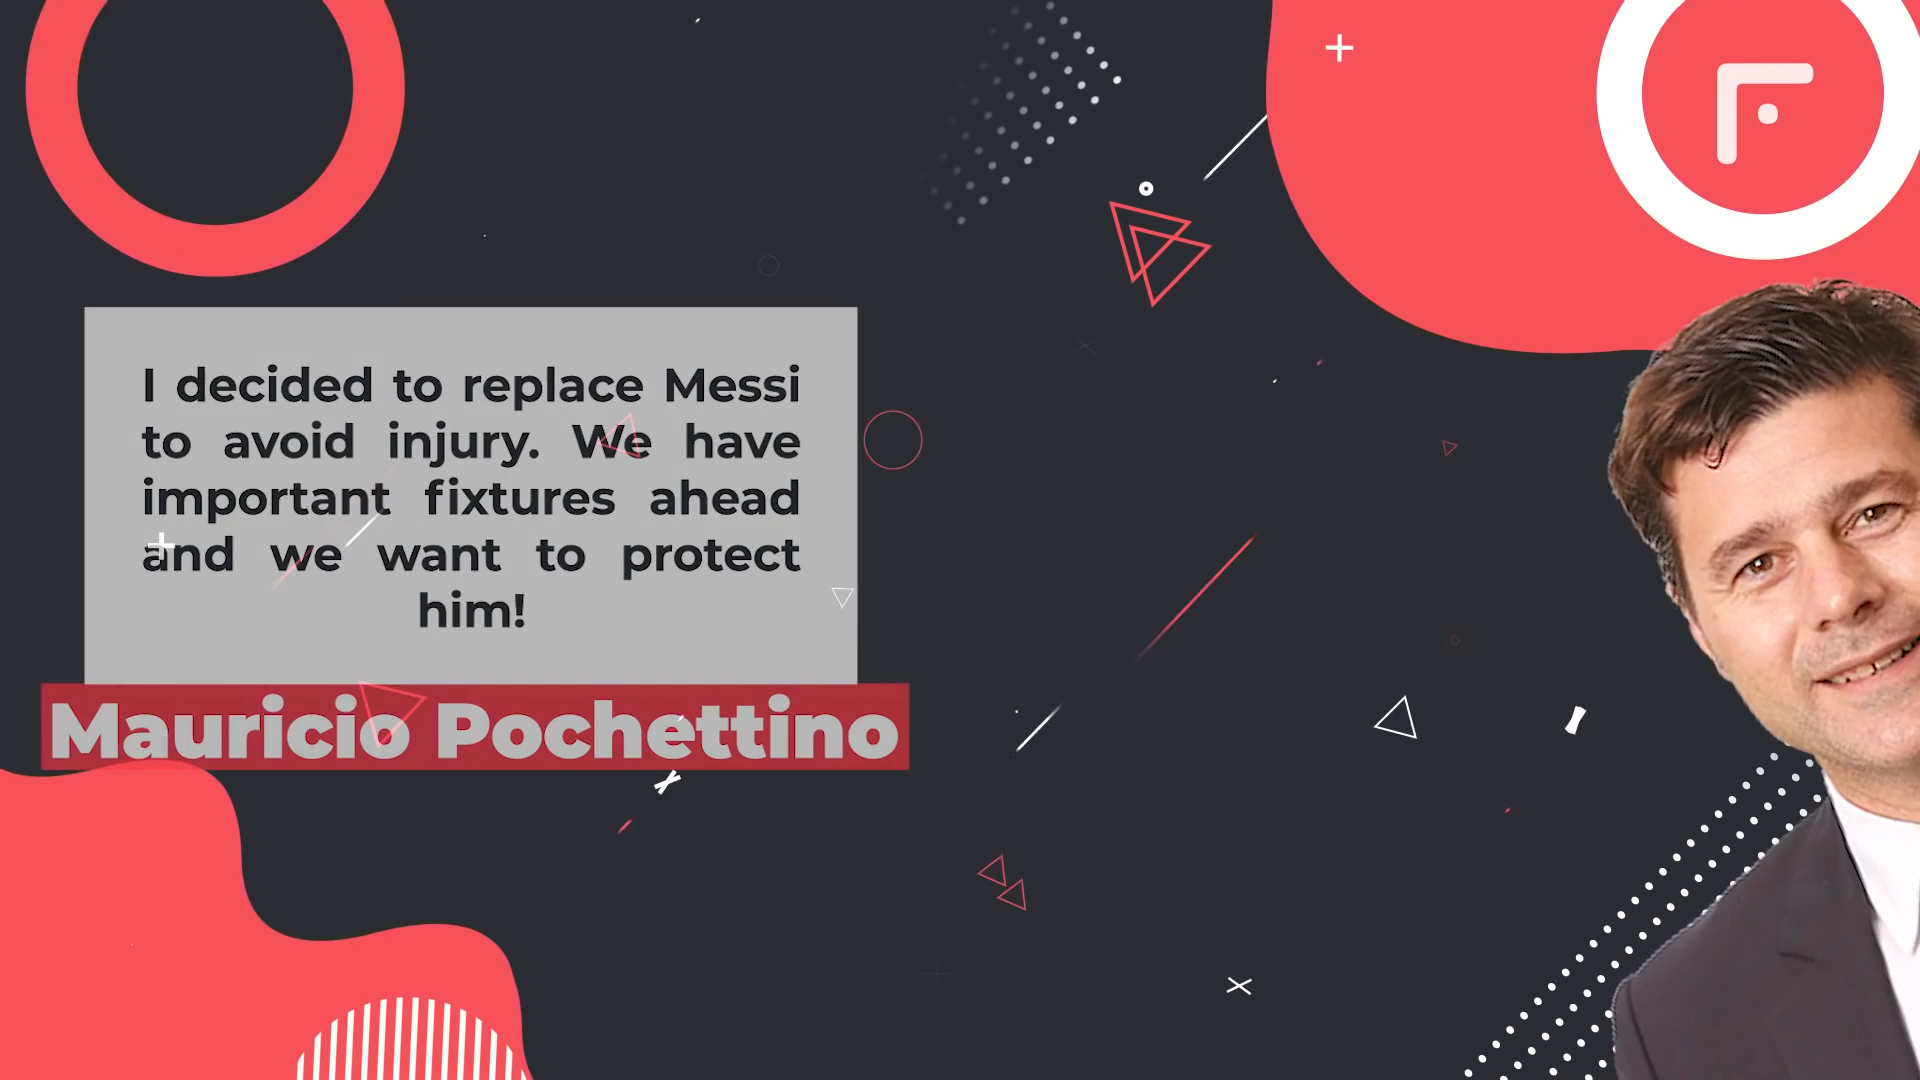 I decided to replace Messi
to avoid injury. We have
important fixtures ahead
and we want to protect
him!
Mauricio Pochettino